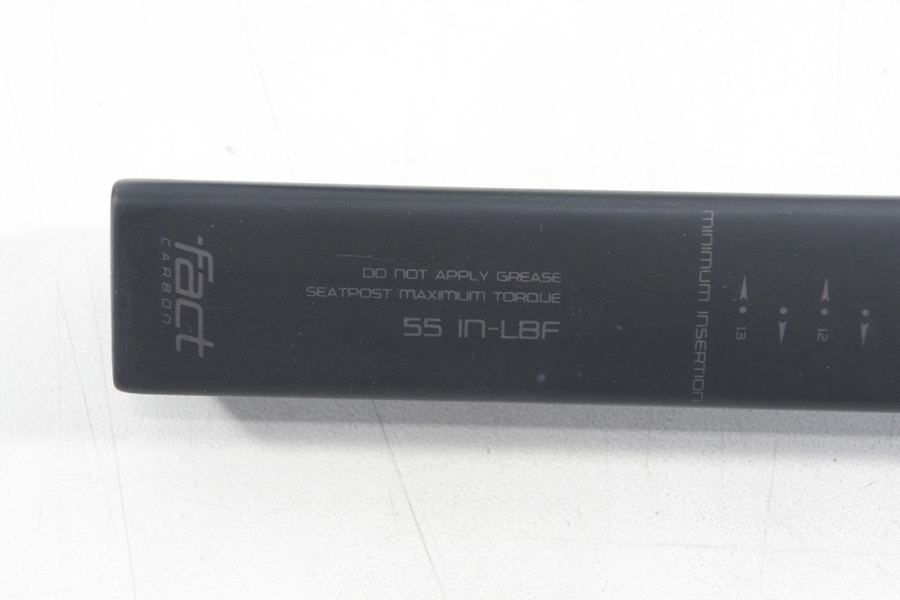 fact
CARBON
DO NOT APPLY GREASE
SEATPOST MAXIMUM TORQUE
55 IN-LBF
MINIMUM INSERTION
13
12